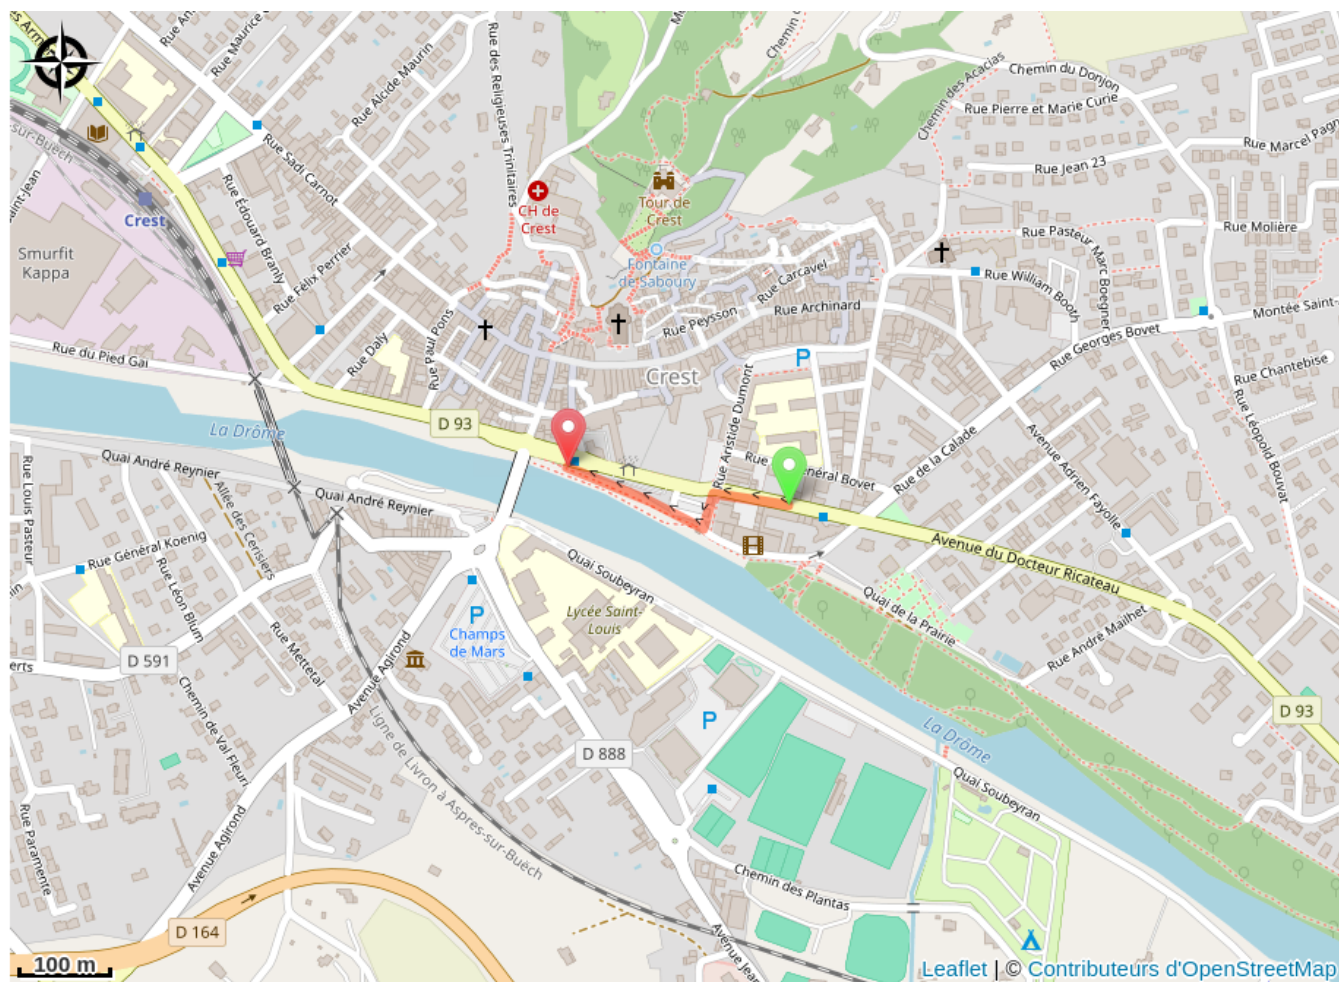 Rue Maurice
Rue Alcide Maurin
Rue des Religieuses Trinitaires
Chemin du Donjon
Chemin des Acacias
Rue Pierre et Marie Curie
Rue Marcel Pagn
Rue Jean 23
-sur-Buëch
Rue Sadi Carnot
Crest
CH de
Crest
Tour de
Crest
Rue Molière
Rue Pasteur Marc Boegner
Smurfit
Kappa
Rue Édouard Branly
Rue Félix Perrier
Fontaine
de Saboury
Rue Carcavel
Rue William Booth
Rue Peysson
Rue Archinard
Montée Saint-
Rue Georges Bovet
Rue Paul Pons
Rue Daly
Rue du Pied Gai
P
Rue Chantebise
Crest
Rue Aristide Dumont
Rue Léopold Bouvat
D 93
La Drôme
Avenue Adrien Fayolle
Rue de la Calade
Quai André Reynier
Rue Louis Pasteur
Allée des Cerisiers
Quai André Reynier
Rue Général Koenig
Avenue du Docteur Ricateau
Quai Soubeyran
Rue Léon Blum
Quai de la Prairie
P
Champs
de Mars
Lycée Saint-
Louis
Rue Mettetal
Rue André Mailhet
D 591
erts
Avenue Agirond
Chemin de Val Fleuri
P
D 93
Ligne de Livron à Aspres-sur-Buëch
La Drôme
D 888
Quai Soubeyran
Rue Paramente
Avenue Agirond
Chemin des Plantas
D 164
Avenue Jean
100 m
Leaflet | © Contributeurs d'OpenStreetMap